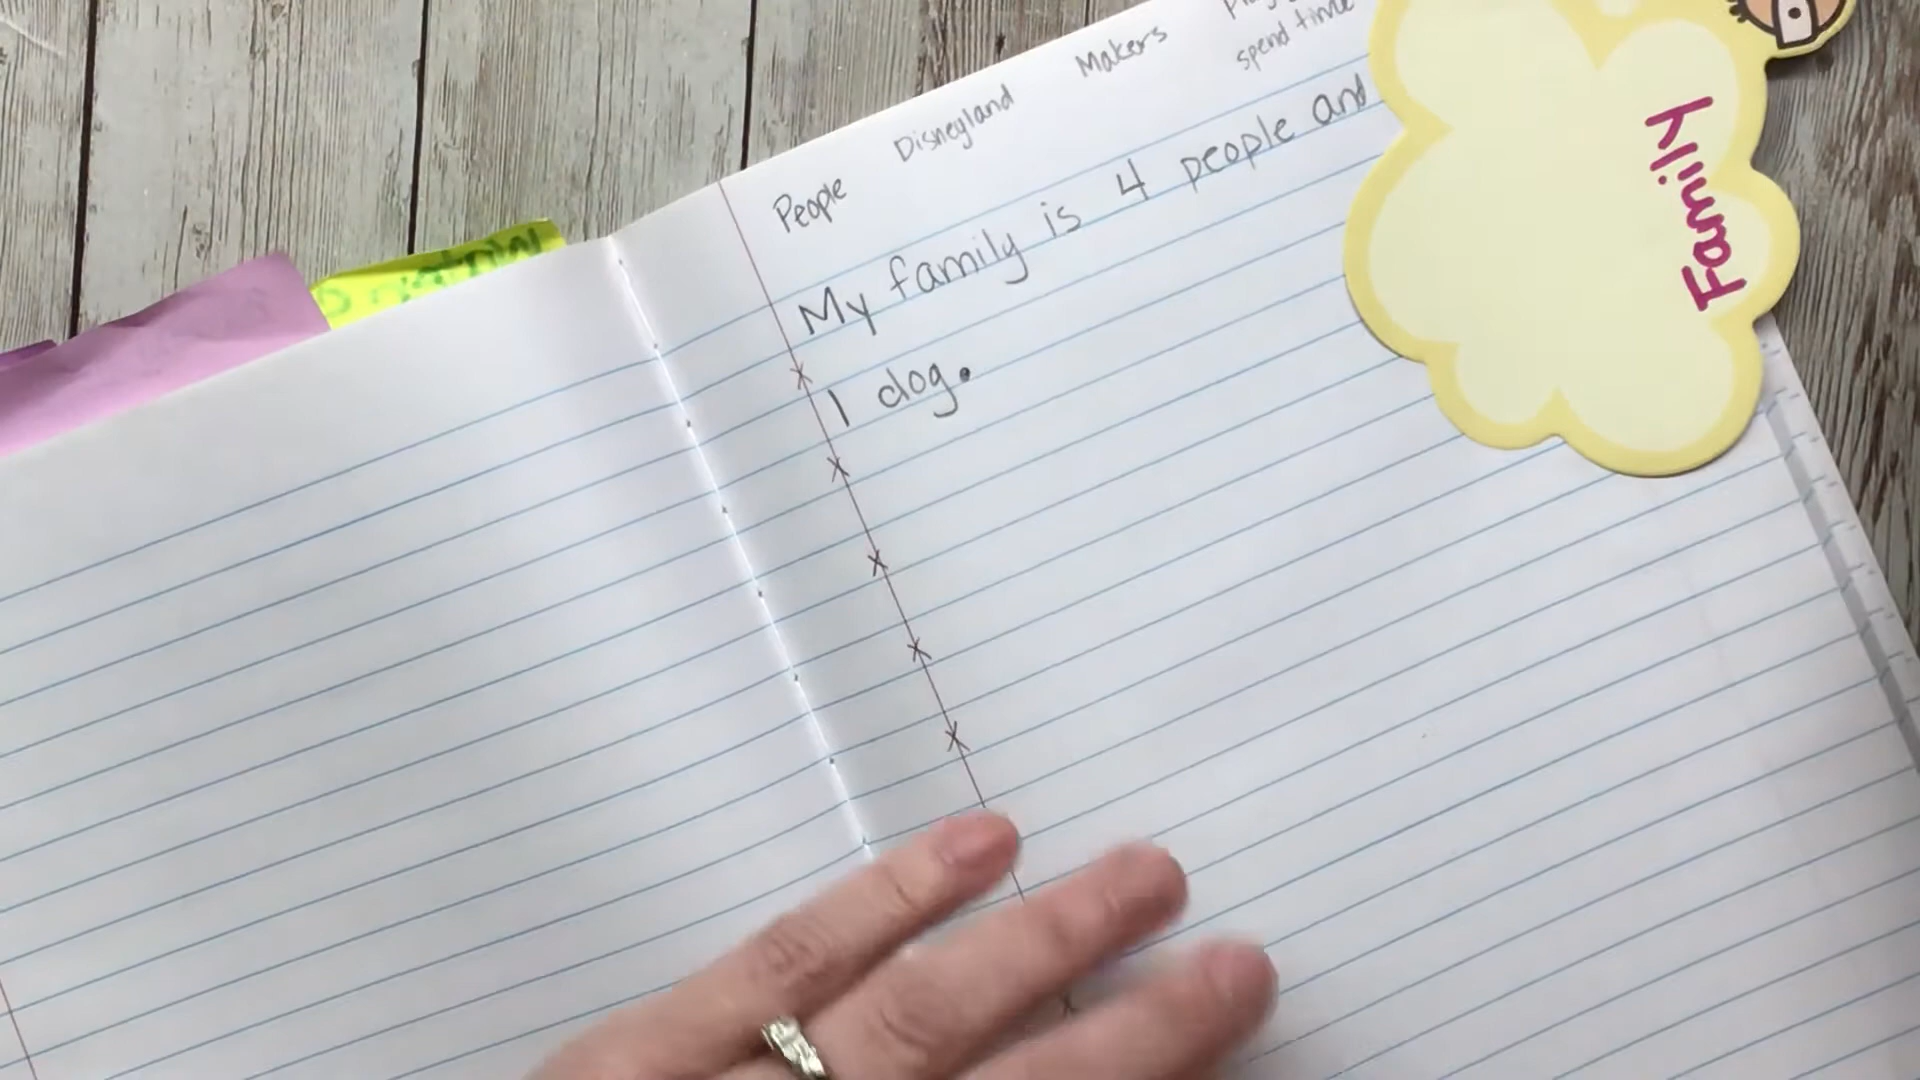 People Disneyland Makers
spend time
My family is 4 people and
1 dog.
Family